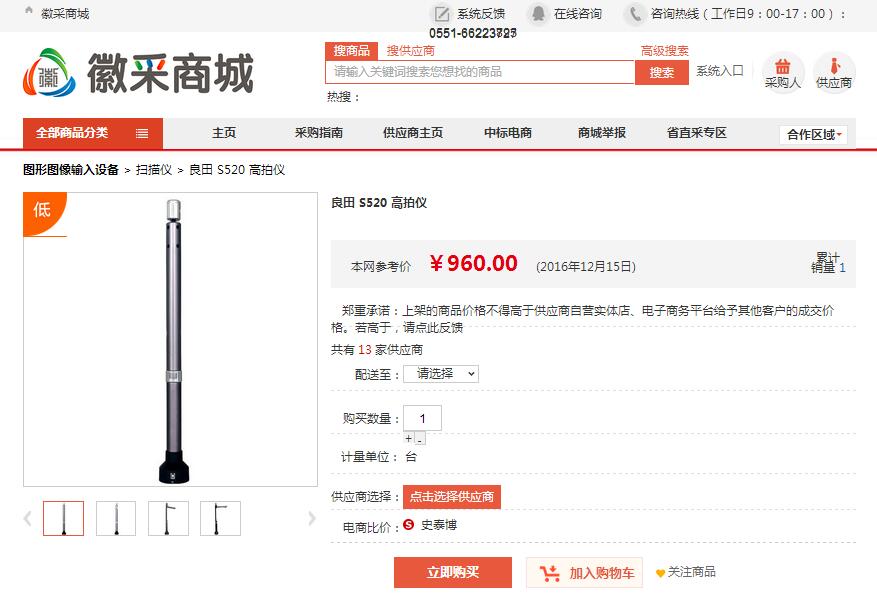 徽采商城
系统反馈 在线咨询 咨询热线（工作日9：00-17：00）：
徽采商城
搜商品 搜供应商 高级搜索
请输入关键词搜索您想找的商品 搜索 系统入口 采购人 供应商
热搜：
全部商品分类 主页 采购指南 供应商主页 中标电商 商城举报 省直采专区 合作区域
图形图像输入设备 > 扫描仪 > 良田 S520 高拍仪
低
良田 S520 高拍仪
本网参考价 ￥960.00 (2016年12月15日)
累计
销量 1
郑重承诺：上架的商品价格不得高于供应商自营实体店、电子商务平台给予其他客户的成交价
格。若高于，请点此反馈
共有 13 家供应商
配送至： 请选择
购买数量： 1
+ -
计量单位： 台
供应商选择： 点击选择供应商
电商比价： S 史泰博
立即购买 加入购物车 关注商品